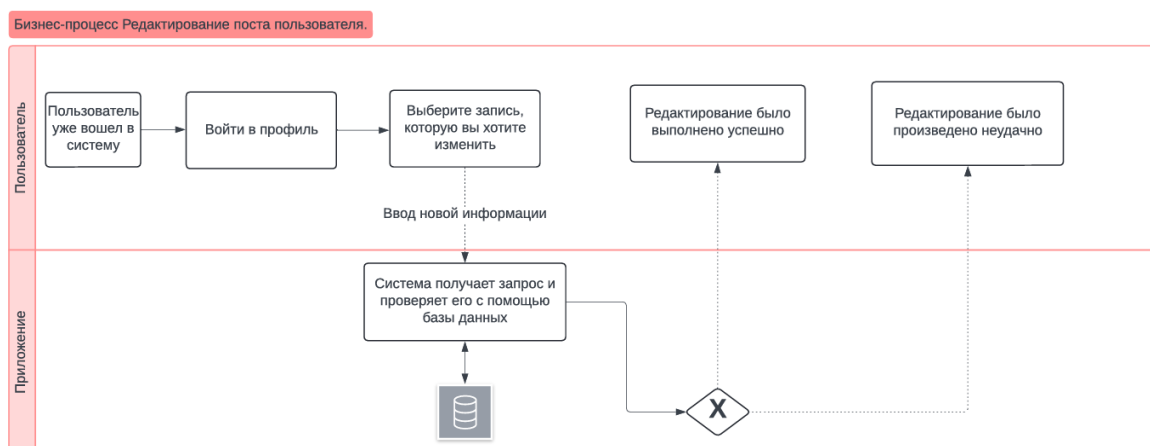 Бизнес-процесс Редактирование поста пользователя.
Пользователь
Пользователь
уже вошел в
систему
Войти в профиль
Выберите запись,
которую вы хотите
изменить
Редактирование было
выполнено успешно
Редактирование было
произведено неудачно
Ввод новой информации
Приложение
Система получает запрос и
проверяет его с помощью
базы данных
X